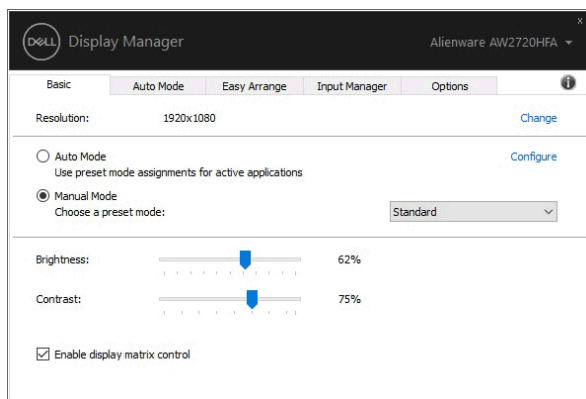 DELL Display Manager
Alienware AW2720HFA
x
Basic Auto Mode Easy Arrange Input Manager Options i
Resolution: 1920x1080 Change
Auto Mode Configure
Use preset mode assignments for active applications
Manual Mode
Choose a preset mode: Standard
Brightness: 62%
Contrast: 75%
Enable display matrix control